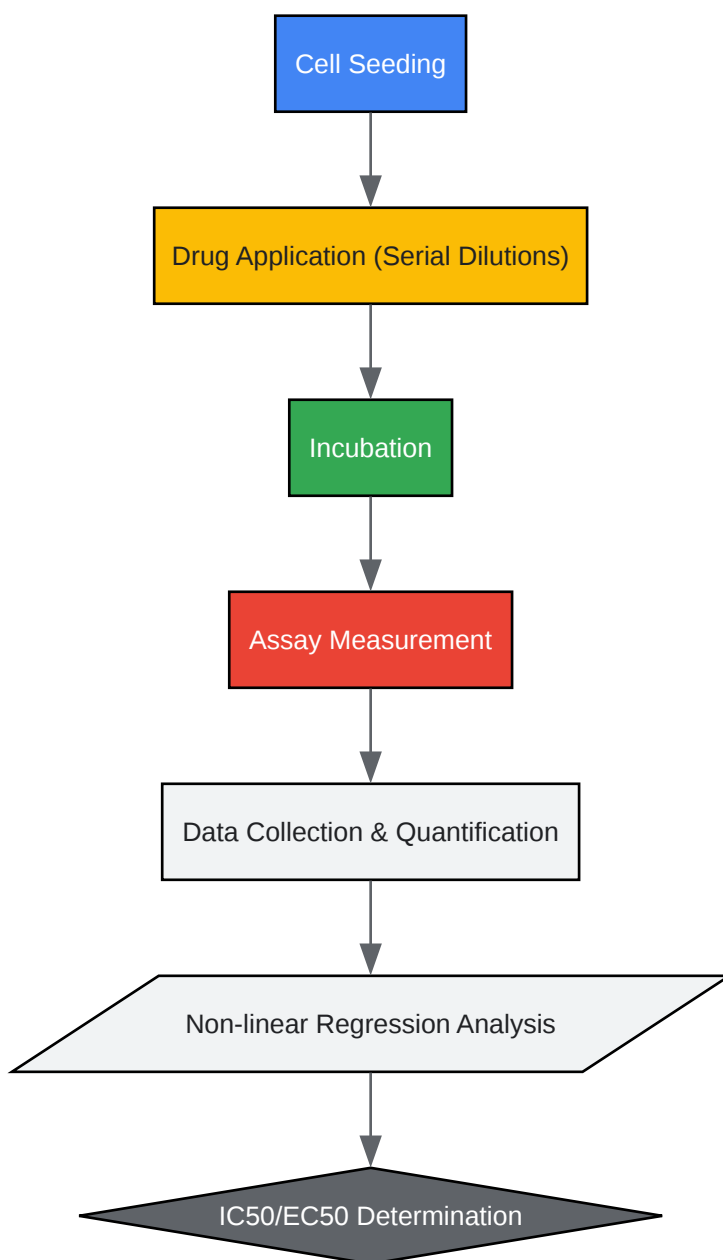 Cell Seeding
Drug Application (Serial Dilutions)
Incubation
Assay Measurement
Data Collection & Quantification
Non-linear Regression Analysis
IC50/EC50 Determination